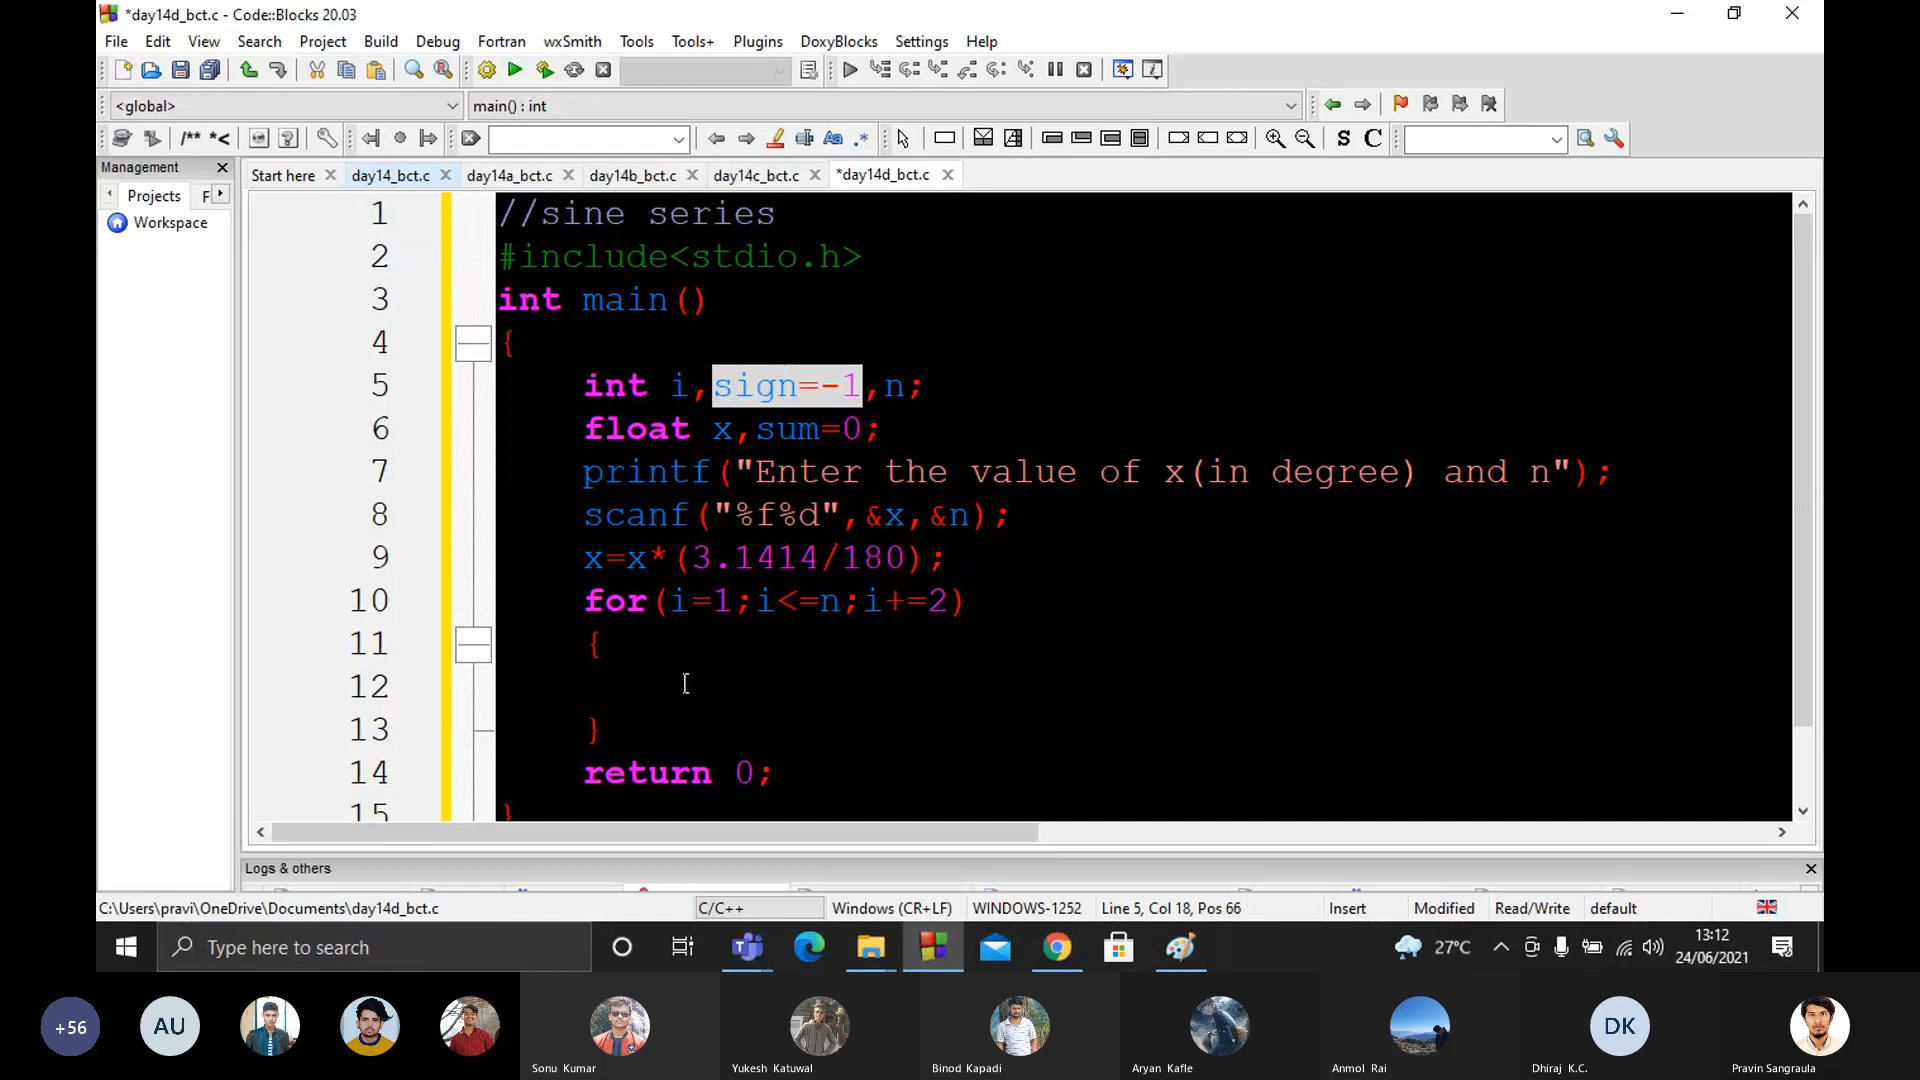 *day14d_bct.c - Code::Blocks 20.03
File Edit View Search Project Build Debug Fortran wxSmith Tools Tools+ Plugins DoxyBlocks Settings Help
<global> main() : int
/** *< Aa .* S C
Management
Start here day14_bct.c day14a_bct.c day14b_bct.c day14c_bct.c *day14d_bct.c
Projects F
Workspace
1 //sine series
2 #include<stdio.h>
3 int main()
4 {
5 int i,sign=-1,n;
6 float x,sum=0;
7 printf("Enter the value of x(in degree) and n");
8 scanf("%f%d",&x,&n);
9 x=x*(3.1414/180);
10 for(i=1;i<=n;i+=2)
11 {
12
13 }
14 return 0;
15 }
Logs & others
C:\Users\pravi\OneDrive\Documents\day14d_bct.c C/C++ Windows (CR+LF) WINDOWS-1252 Line 5, Col 18, Pos 66 Insert Modified Read/Write default
Type here to search 27°C 13:12
24/06/2021
+56 AU DK
Sonu Kumar Yukesh Katuwal Binod Kapadi Aryan Kafle Anmol Rai Dhiraj K.C. Pravin Sangraula